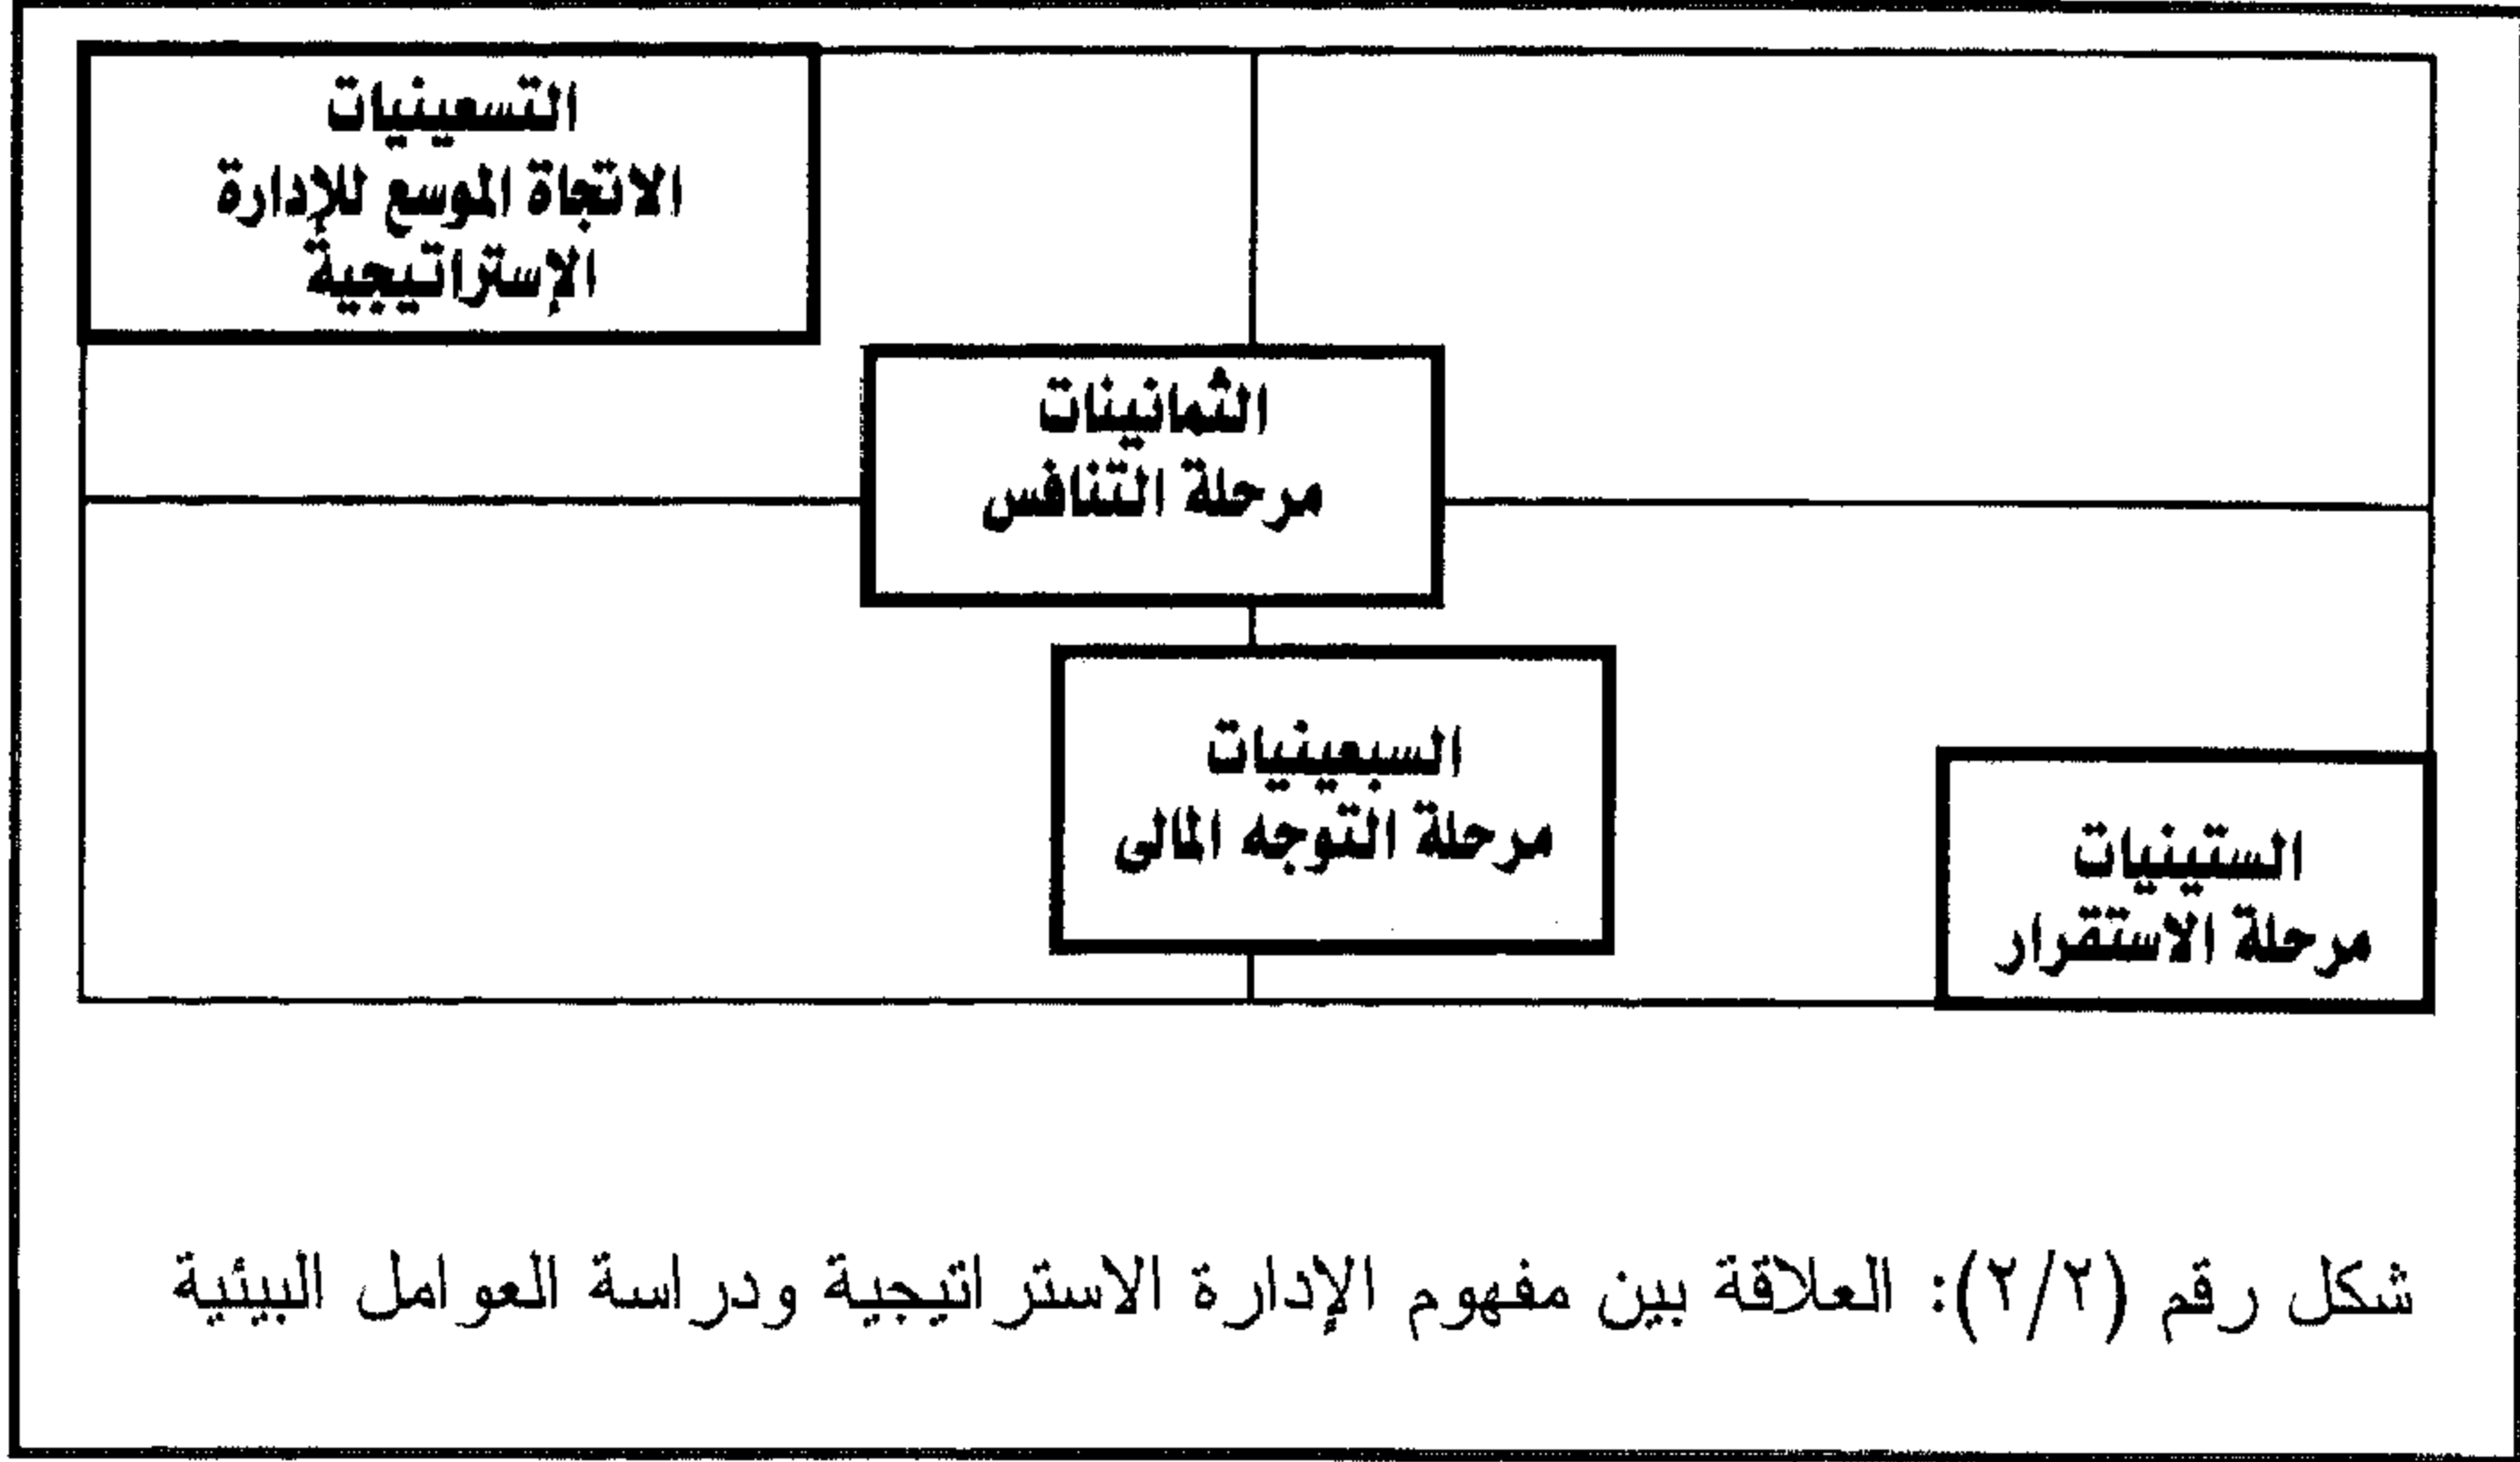 التسعينيات
الاتجاة الموسع للإدارة
الإستراتيجية
الثمانينات
مرحلة التنافس
السبعينيات
مرحلة التوجه المالى
الستينيات
مرحلة الاستقرار
شكل رقم (٢/٢): العلاقة بين مفهوم الإدارة الاستراتيجية ودراسة العوامل البيئية